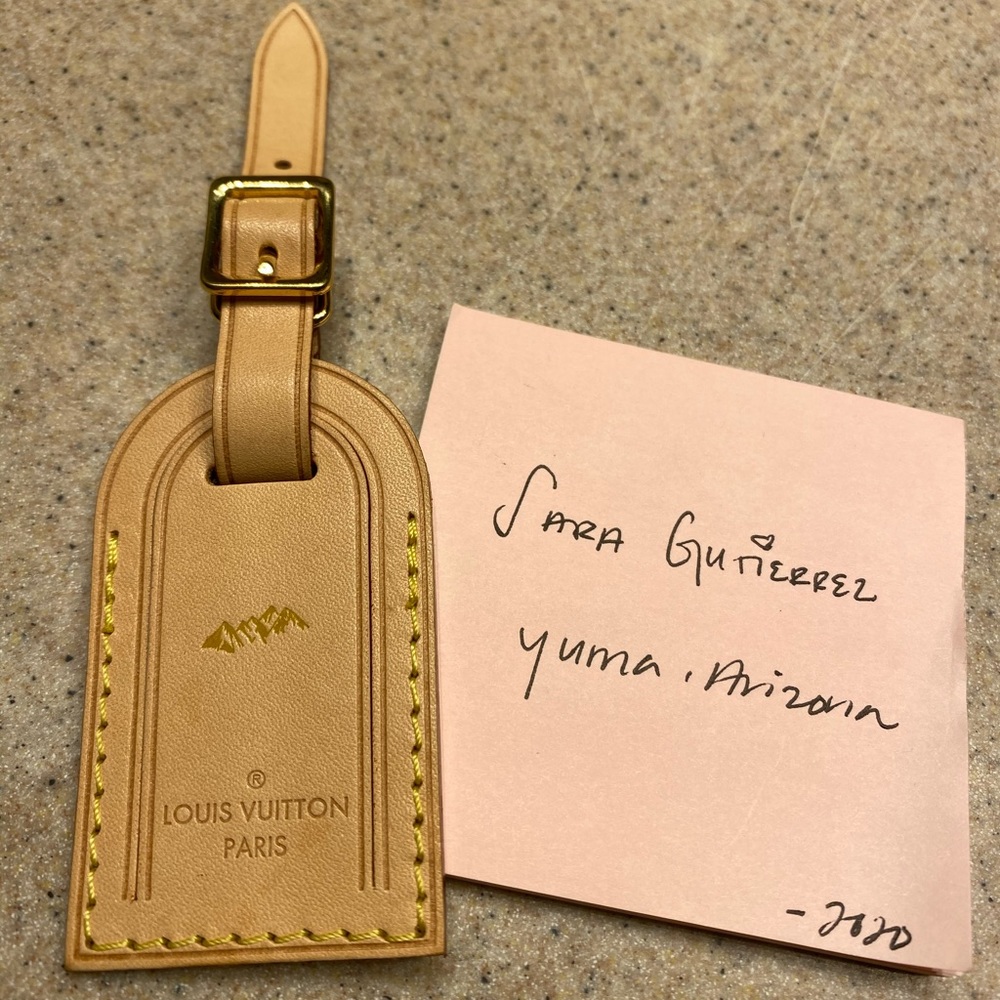 ®
LOUIS VUITTON
PARIS
SARA GUTIERREZ
Yuma, Arizona
- 2020